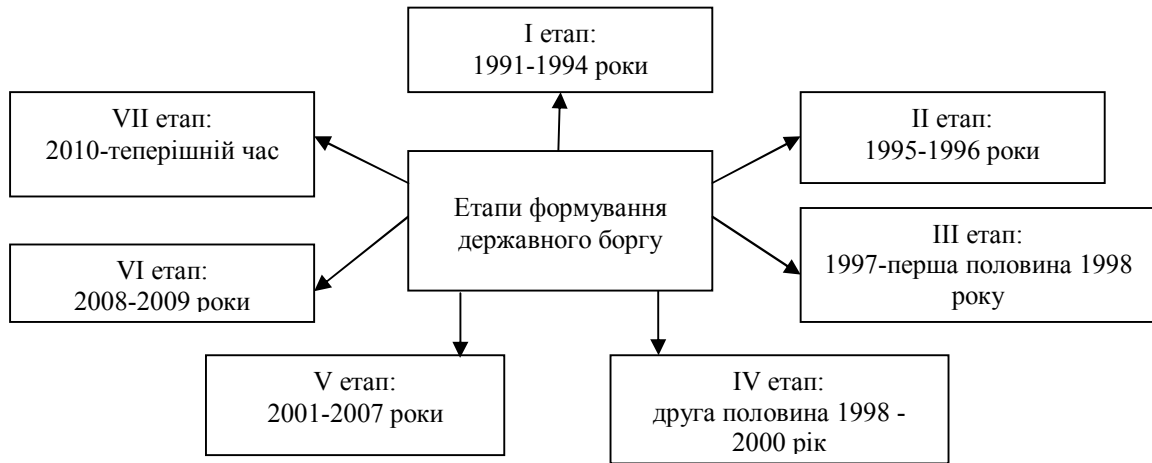 I етап:
1991-1994 роки
VII етап:
2010-теперішній час
II етап:
1995-1996 роки
Етапи формування
державного боргу
III етап:
1997-перша половина 1998
року
VI етап:
2008-2009 роки
V етап:
2001-2007 роки
IV етап:
друга половина 1998 -
2000 рік